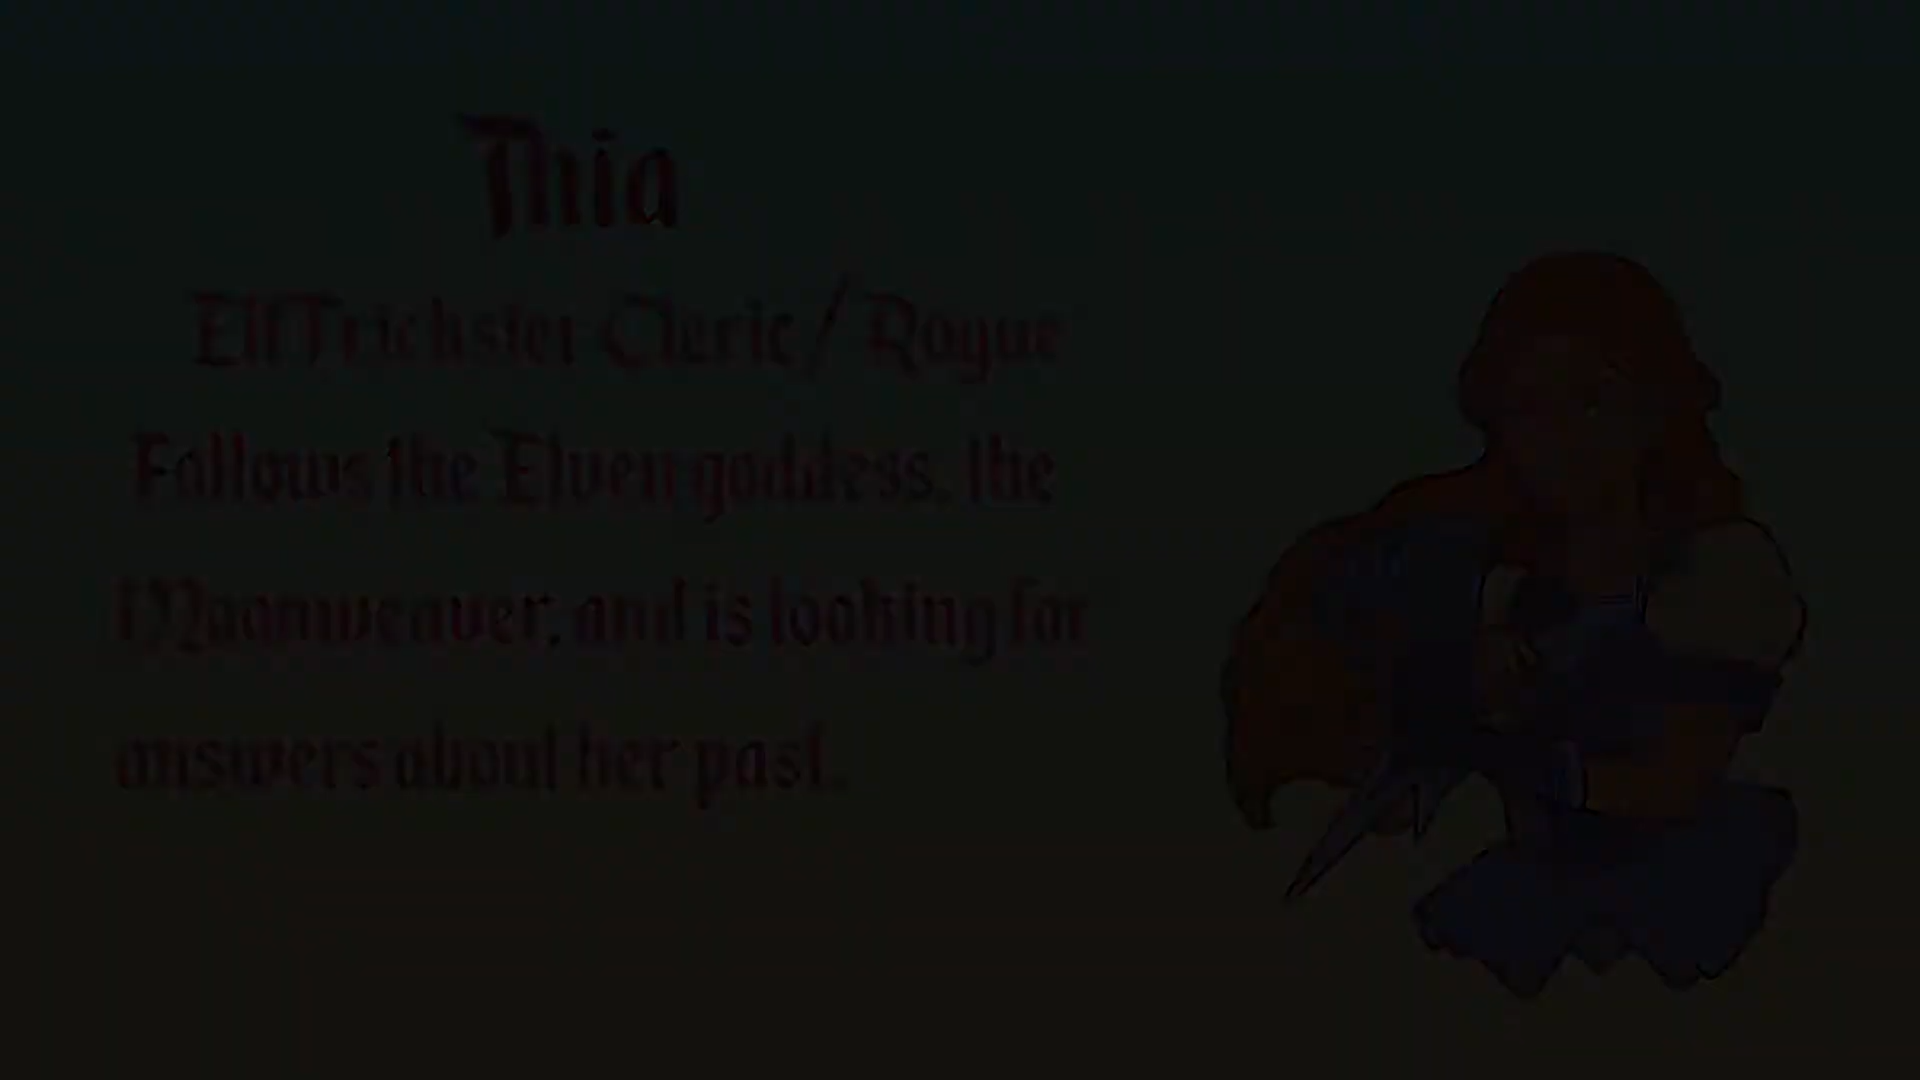 Thia
Elf Trickster Cleric / Rogue
Follows the Elven goddess, the
Moonweaver, and is looking for
answers about her past.